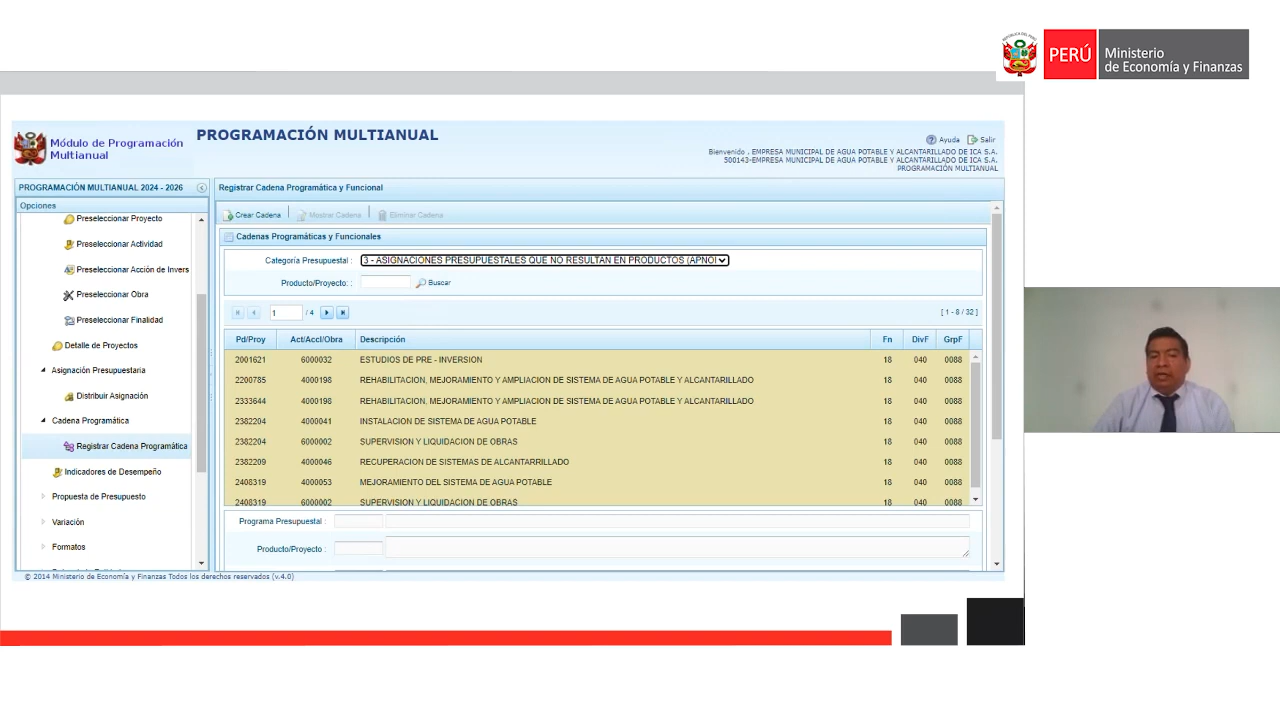 REPÚBLICA DEL PERÚ
PERÚ
Ministerio
de Economía y Finanzas
Módulo de Programación
Multianual
PROGRAMACIÓN MULTIANUAL
Ayuda
Salir
Bienvenido , EMPRESA MUNICIPAL DE AGUA POTABLE Y ALCANTARILLADO DE ICA S.A.
500143-EMPRESA MUNICIPAL DE AGUA POTABLE Y ALCANTARILLADO DE ICA S.A.
PROGRAMACIÓN MULTIANUAL
PROGRAMACIÓN MULTIANUAL 2024 - 2026
Opciones
Preseleccionar Proyecto
Preseleccionar Actividad
Preseleccionar Acción de Invers
Preseleccionar Obra
Preseleccionar Finalidad
Detalle de Proyectos
Asignación Presupuestaria
Distribuir Asignación
Cadena Programática
Registrar Cadena Programática
Indicadores de Desempeño
Propuesta de Presupuesto
Variación
Formatos
Registrar Cadena Programática y Funcional
Crear Cadena
Mostrar Cadena
Eliminar Cadena
Cadenas Programáticas y Funcionales
Categoría Presupuestal : 3 - ASIGNACIONES PRESUPUESTALES QUE NO RESULTAN EN PRODUCTOS (APNO
Producto/Proyecto: : Buscar
1 / 4 [ 1 - 8 / 32 ]
Pd/Proy Act/AccI/Obra Descripción Fn DivF GrpF
2001621 6000032 ESTUDIOS DE PRE - INVERSION 18 040 0088
2200785 4000198 REHABILITACION, MEJORAMIENTO Y AMPLIACION DE SISTEMA DE AGUA POTABLE Y ALCANTARILLADO 18 040 0088
2333644 4000198 REHABILITACION, MEJORAMIENTO Y AMPLIACION DE SISTEMA DE AGUA POTABLE Y ALCANTARILLADO 18 040 0088
2382204 4000041 INSTALACION DE SISTEMA DE AGUA POTABLE 18 040 0088
2382204 6000002 SUPERVISION Y LIQUIDACION DE OBRAS 18 040 0088
2382209 4000046 RECUPERACION DE SISTEMAS DE ALCANTARRILLADO 18 040 0088
2408319 4000053 MEJORAMIENTO DEL SISTEMA DE AGUA POTABLE 18 040 0088
2408319 6000002 SUPERVISION Y LIQUIDACION DE OBRAS 18 040 0088
Programa Presupuestal :
Producto/Proyecto :
© 2014 Ministerio de Economía y Finanzas Todos los derechos reservados (v.4.0)